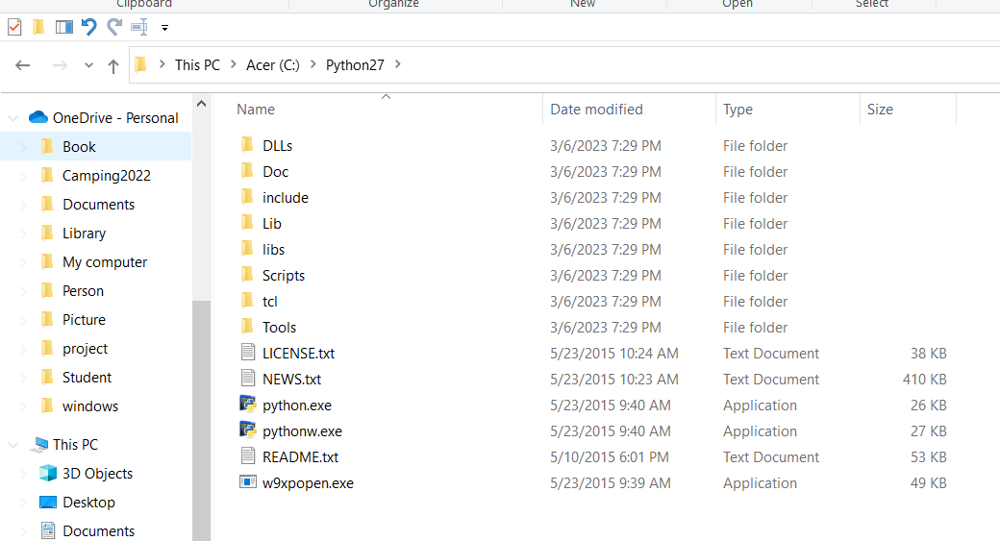 Clipboard Organize New Open Select
This PC > Acer (C:) > Python27 >
Name Date modified Type Size
OneDrive - Personal
Book
Camping2022
Documents
Library
My computer
Person
Picture
project
Student
windows
This PC
3D Objects
Desktop
Documents
DLLs 3/6/2023 7:29 PM File folder
Doc 3/6/2023 7:29 PM File folder
include 3/6/2023 7:29 PM File folder
Lib 3/6/2023 7:29 PM File folder
libs 3/6/2023 7:29 PM File folder
Scripts 3/6/2023 7:29 PM File folder
tcl 3/6/2023 7:29 PM File folder
Tools 3/6/2023 7:29 PM File folder
LICENSE.txt 5/23/2015 10:24 AM Text Document 38 KB
NEWS.txt 5/23/2015 10:23 AM Text Document 410 KB
python.exe 5/23/2015 9:40 AM Application 26 KB
pythonw.exe 5/23/2015 9:40 AM Application 27 KB
README.txt 5/10/2015 6:01 PM Text Document 53 KB
w9xpopen.exe 5/23/2015 9:39 AM Application 49 KB